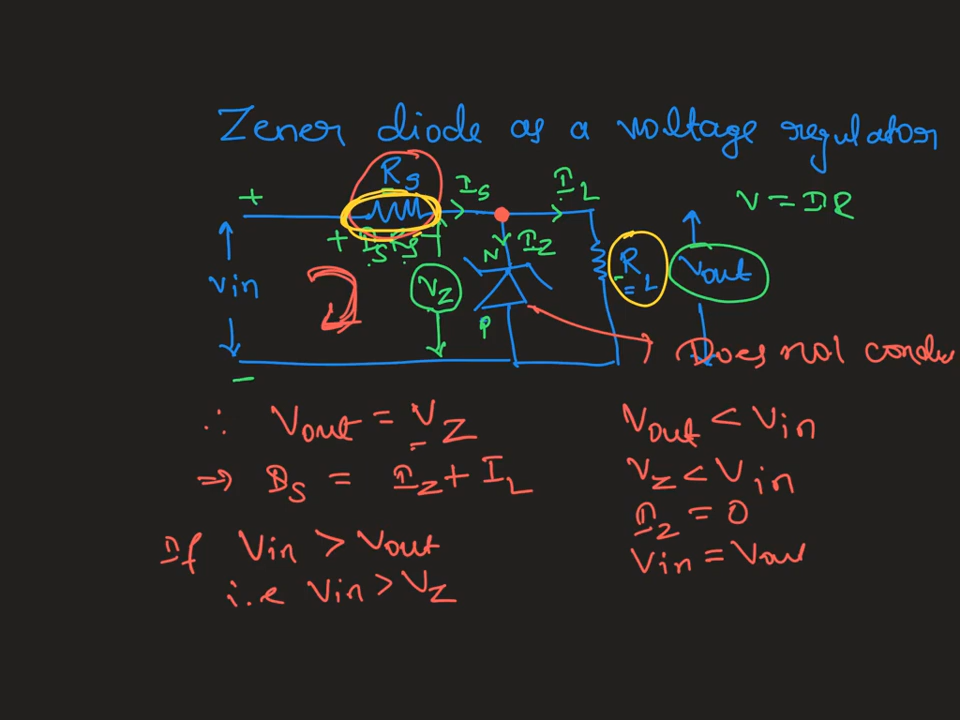 Zener diode as a voltage regulator
Rs
+
Is
IL
V = IR
+ IsRs -
N
Iz
Vin
Vz
RL
Vout
P
-
Does not condu
∴ Vout = Vz
⇒ Is = Iz + IL
If Vin > Vout
i.e Vin > Vz
Vout < Vin
Vz < Vin
Iz = 0
Vin = Vout